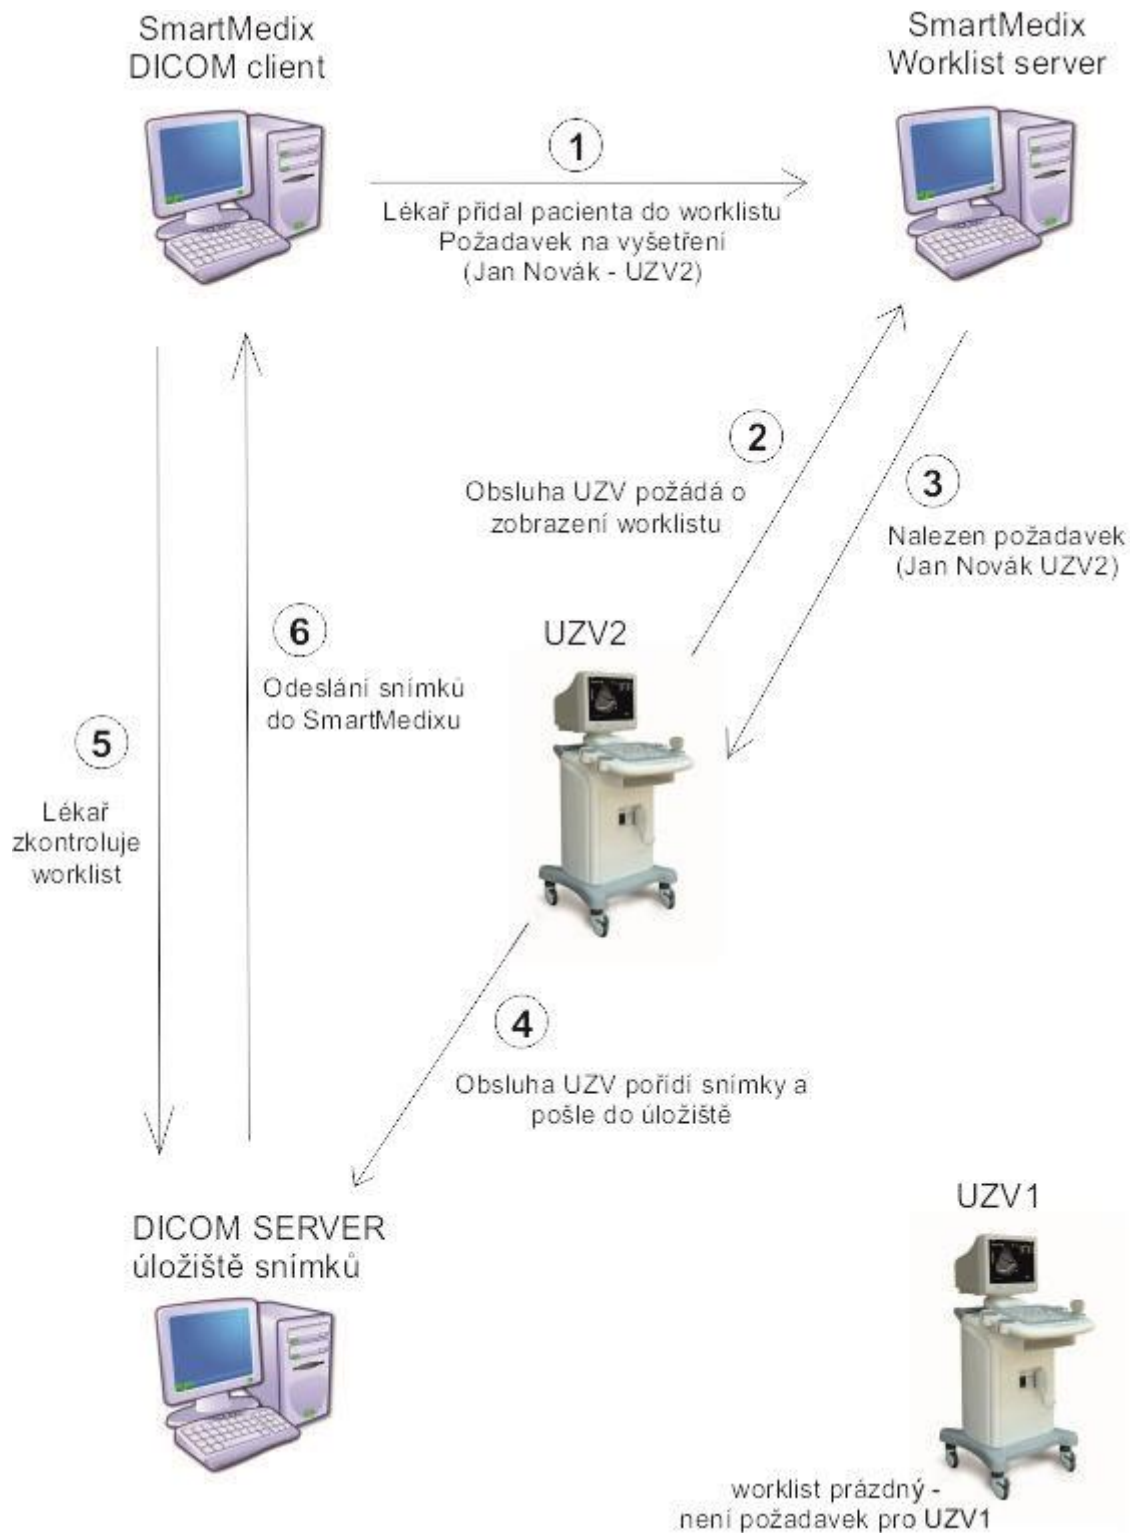 SmartMedix
DICOM client
SmartMedix
Worklist server
1
Lékař přidal pacienta do worklistu
Požadavek na vyšetření
(Jan Novák - UZV2)
2
Obsluha UZV požádá o
zobrazení worklistu
3
Nalezen požadavek
(Jan Novák UZV2)
UZV2
6
Odeslání snímků
do SmartMedixu
5
Lékař
zkontroluje
worklist
4
Obsluha UZV pořídí snímky a
pošle do úložiště
DICOM SERVER
úložiště snímků
UZV1
worklist prázdný -
není požadavek pro UZV1